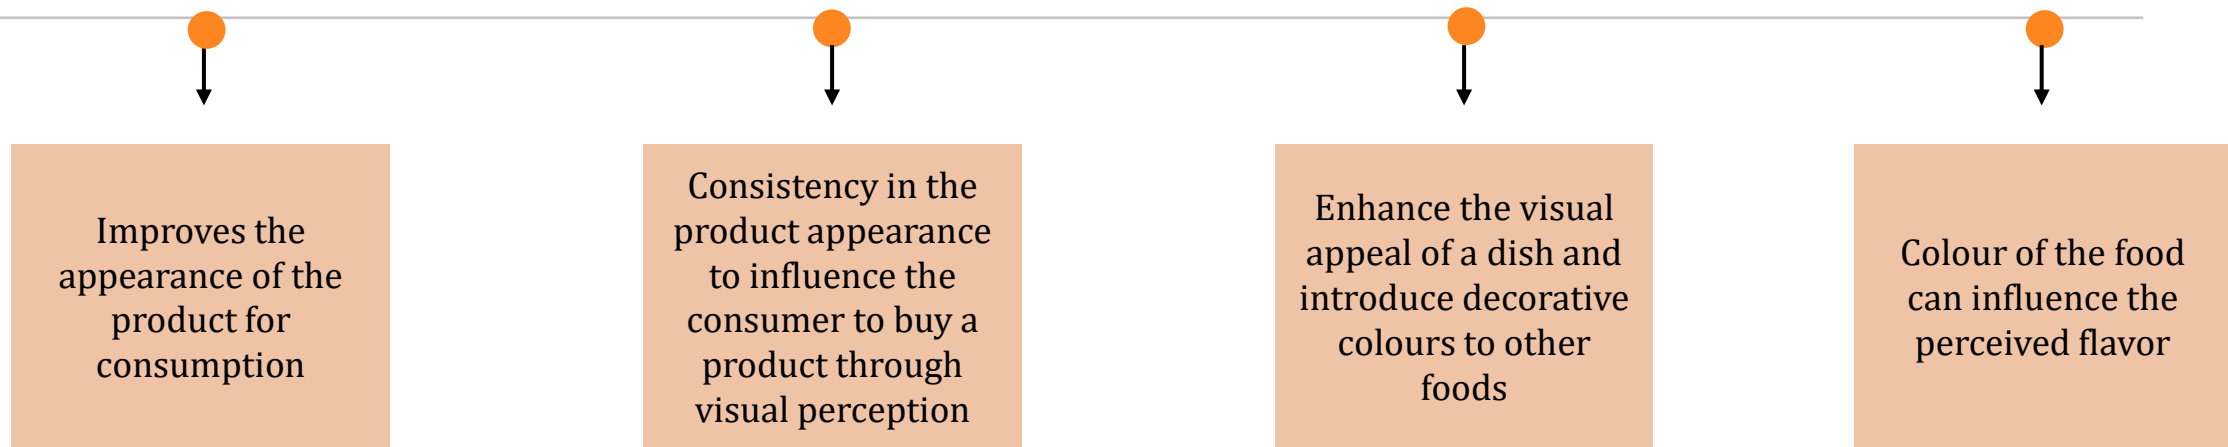 Improves the
appearance of the
product for
consumption
Consistency in the
product appearance
to influence the
consumer to buy a
product through
visual perception
Enhance the visual
appeal of a dish and
introduce decorative
colours to other
foods
Colour of the food
can influence the
perceived flavor